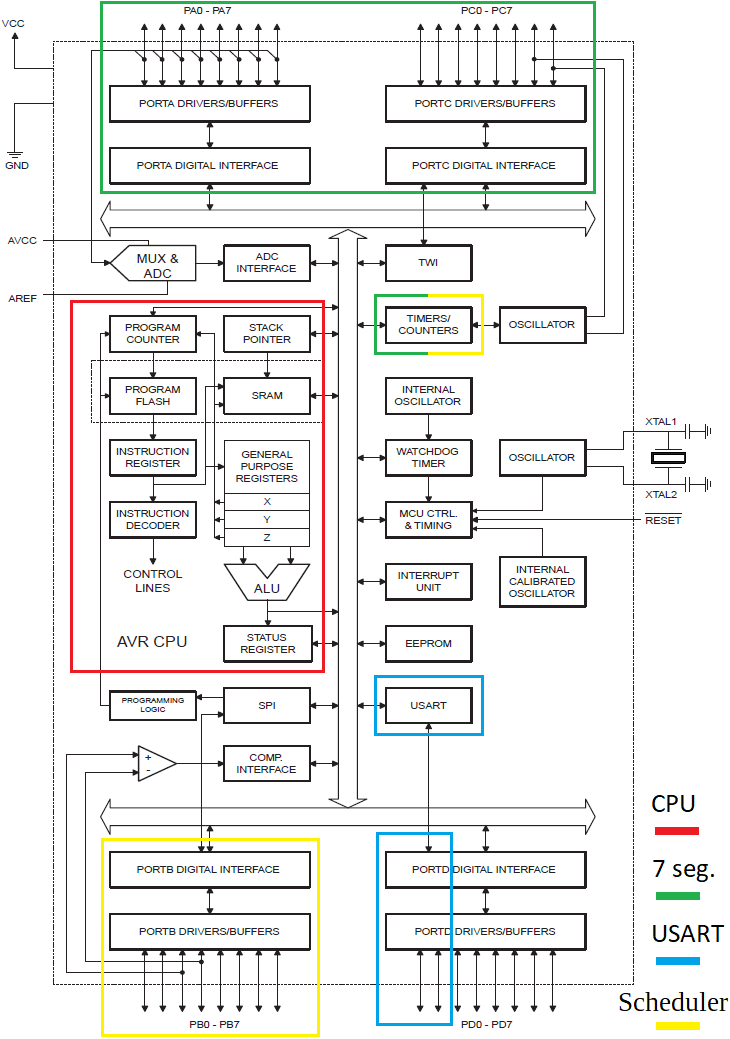 PA0 - PA7
PC0 - PC7
VCC
GND
PORTA DRIVERS/BUFFERS
PORTC DRIVERS/BUFFERS
PORTA DIGITAL INTERFACE
PORTC DIGITAL INTERFACE
AVCC
AREF
MUX &
ADC
ADC
INTERFACE
TWI
PROGRAM
COUNTER
STACK
POINTER
TIMERS/
COUNTERS
OSCILLATOR
PROGRAM
FLASH
SRAM
INTERNAL
OSCILLATOR
XTAL1
INSTRUCTION
REGISTER
GENERAL
PURPOSE
REGISTERS
WATCHDOG
TIMER
OSCILLATOR
XTAL2
X
Y
Z
INSTRUCTION
DECODER
MCU CTRL.
& TIMING
RESET
CONTROL
LINES
ALU
INTERRUPT
UNIT
INTERNAL
CALIBRATED
OSCILLATOR
AVR CPU
STATUS
REGISTER
EEPROM
PROGRAMMING
LOGIC
SPI
USART
+
-
COMP.
INTERFACE
PORTB DIGITAL INTERFACE
PORTD DIGITAL INTERFACE
PORTB DRIVERS/BUFFERS
PORTD DRIVERS/BUFFERS
PB0 - PB7
PD0 - PD7
CPU
7 seg.
USART
Scheduler